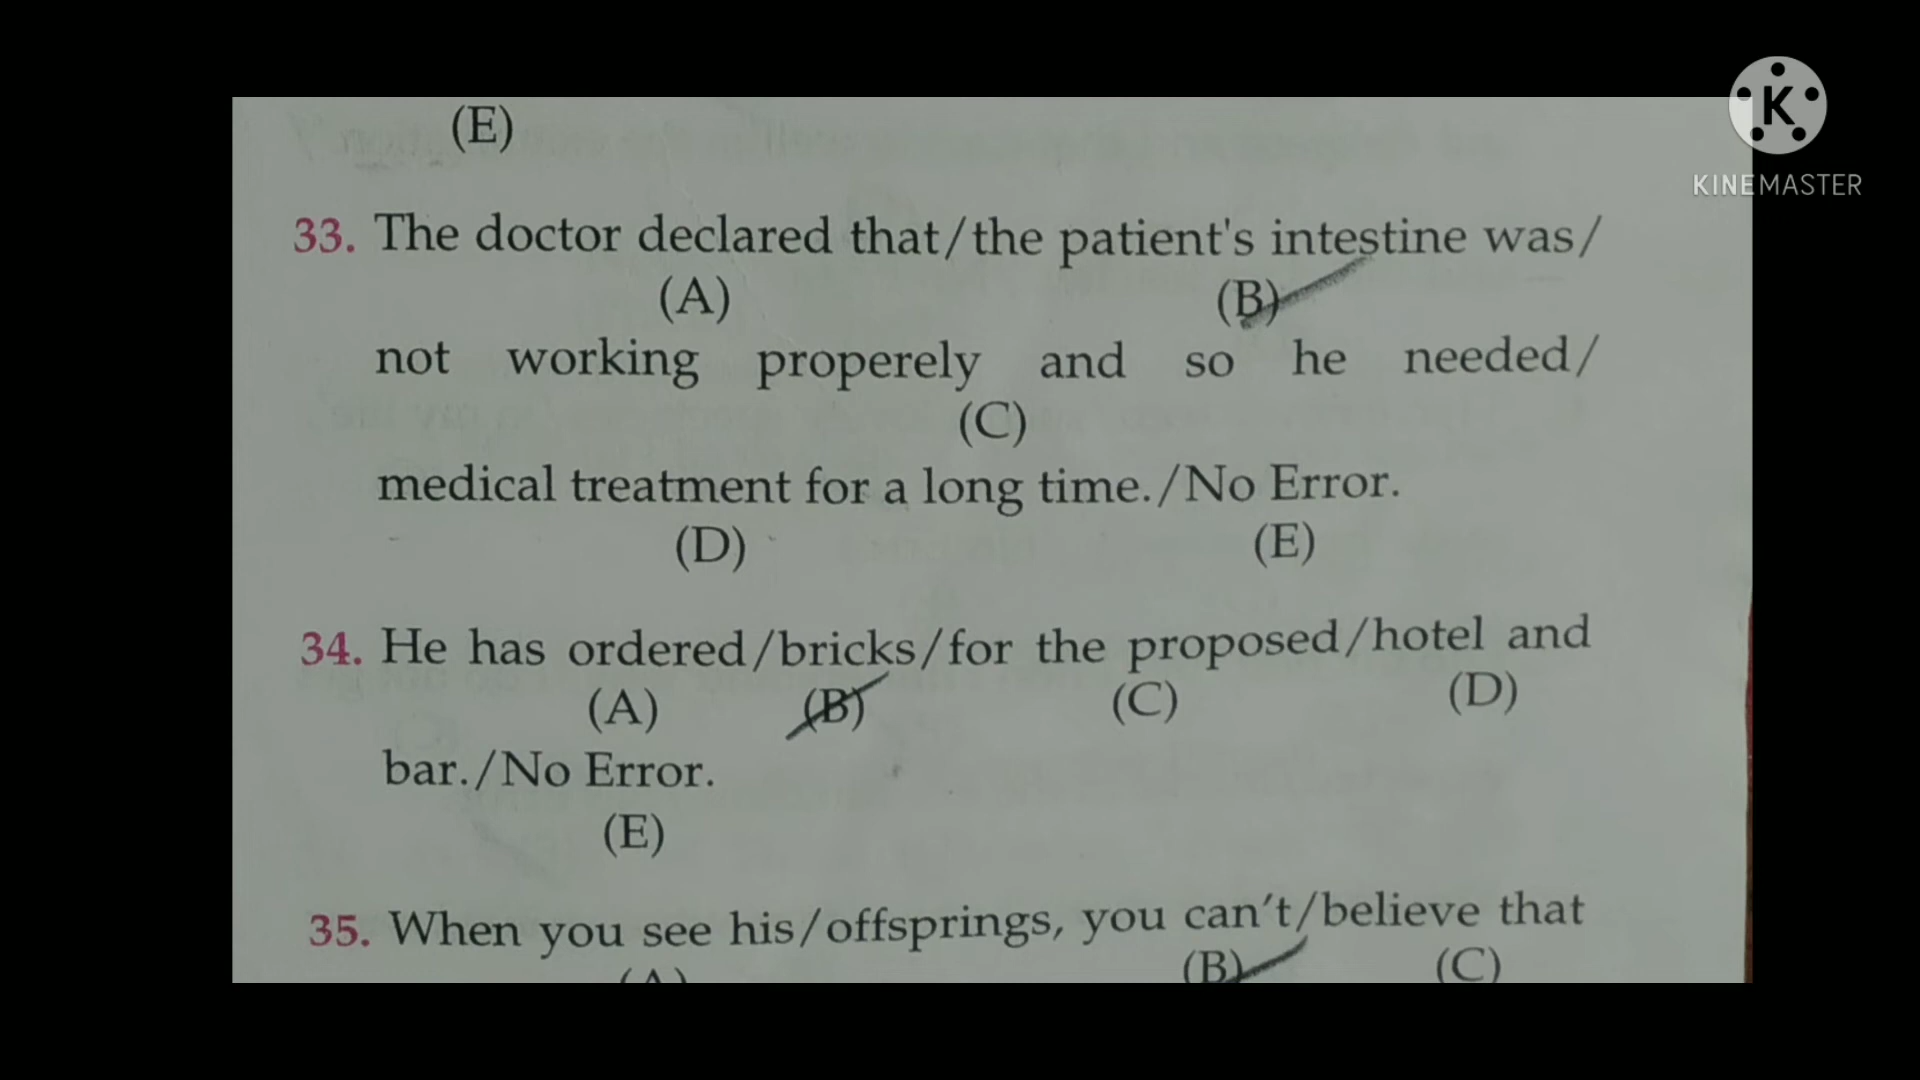 (E)
33. The doctor declared that/the patient's intestine was/
(A) (B)
not working properely and so he needed/
(C)
medical treatment for a long time./No Error.
(D) (E)
34. He has ordered/bricks/for the proposed/hotel and
(A) (B) (C) (D)
bar./No Error.
(E)
35. When you see his/offsprings, you can't/believe that
(A) (B) (C)
K
KINEMASTER